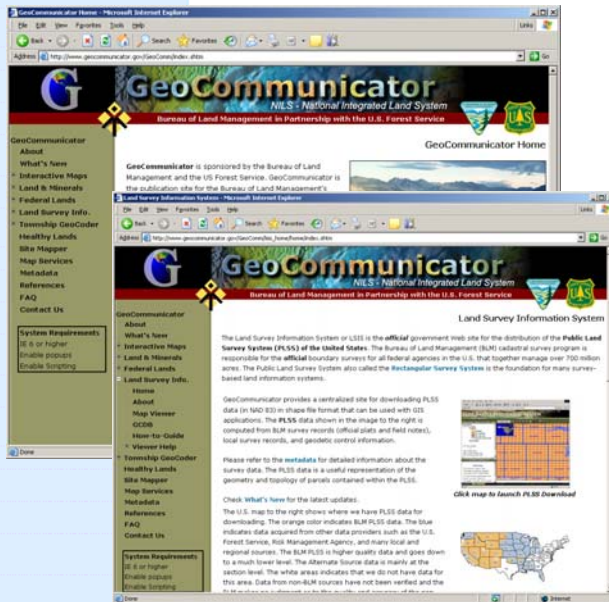 GeoCommunicator Home - Microsoft Internet Explorer
File Edit View Favorites Tools Help
Links
Back Search Favorites
Address http://www.geocommunicator.gov/GeoComm/index.shtm
Go
GeoCommunicator
NILS - National Integrated Land System
Bureau of Land Management in Partnership with the U.S. Forest Service
GeoCommunicator Home
GeoCommunicator
About
What's New
Interactive Maps
Land & Minerals
Federal Lands
Land Survey Info.
Township GeoCoder
Healthy Lands
Site Mapper
Map Services
Metadata
References
FAQ
Contact Us
System Requirements
IE 6 or higher
Enable popups
Enable Scripting
Done
GeoCommunicator is sponsored by the Bureau of Land
Management and the US Forest Service. GeoCommunicator is
the publication site for the Bureau of Land Management's
Land Survey Information System - Microsoft Internet Explorer
File Edit View Favorites Tools Help
Links
Back Search Favorites
Address http://www.geocommunicator.gov/GeoComm/lsis_home/home/index.shtm
Go
GeoCommunicator
NILS - National Integrated Land System
Bureau of Land Management in Partnership with the U.S. Forest Service
Land Survey Information System
GeoCommunicator
About
What's New
Interactive Maps
Land & Minerals
Federal Lands
Land Survey Info.
Home
About
Map Viewer
GCDB
How-to-Guide
Viewer Help
Township GeoCoder
Healthy Lands
Site Mapper
Map Services
Metadata
References
FAQ
Contact Us
System Requirements
IE 6 or higher
Enable popups
Enable Scripting
The Land Survey Information System or LSIS is the official government Web site for the distribution of the Public Land
Survey System (PLSS) of the United States. The Bureau of Land Management (BLM) cadastral survey program is
responsible for the official boundary surveys for all federal agencies in the U.S. that together manage over 700 million
acres. The Public Land Survey System also called the Rectangular Survey System is the foundation for many survey-
based land information systems.
GeoCommunicator provides a centralized site for downloading PLSS
data (in NAD 83) in shape file format that can be used with GIS
applications. The PLSS data shown in the image to the right is
computed from BLM survey records (official plats and field notes),
local survey records, and geodetic control information.
Please refer to the metadata for detailed information about the
survey data. The PLSS data is a useful representation of the
geometry and topology of parcels contained within the PLSS.
Click map to launch PLSS Download
Check What's New for the latest updates.
The U.S. map to the right shows where we have PLSS data for
downloading. The orange color indicates BLM PLSS data. The blue
indicates data acquired from other data providers such as the U.S.
Forest Service, Risk Management Agency, and many local and
regional sources. The BLM PLSS is higher quality data and goes down
to a much lower level. The Alternate Source data is mainly at the
section level. The white areas indicates that we do not have data for
this area. Data from non-BLM sources have not been verified and the
Done
Internet